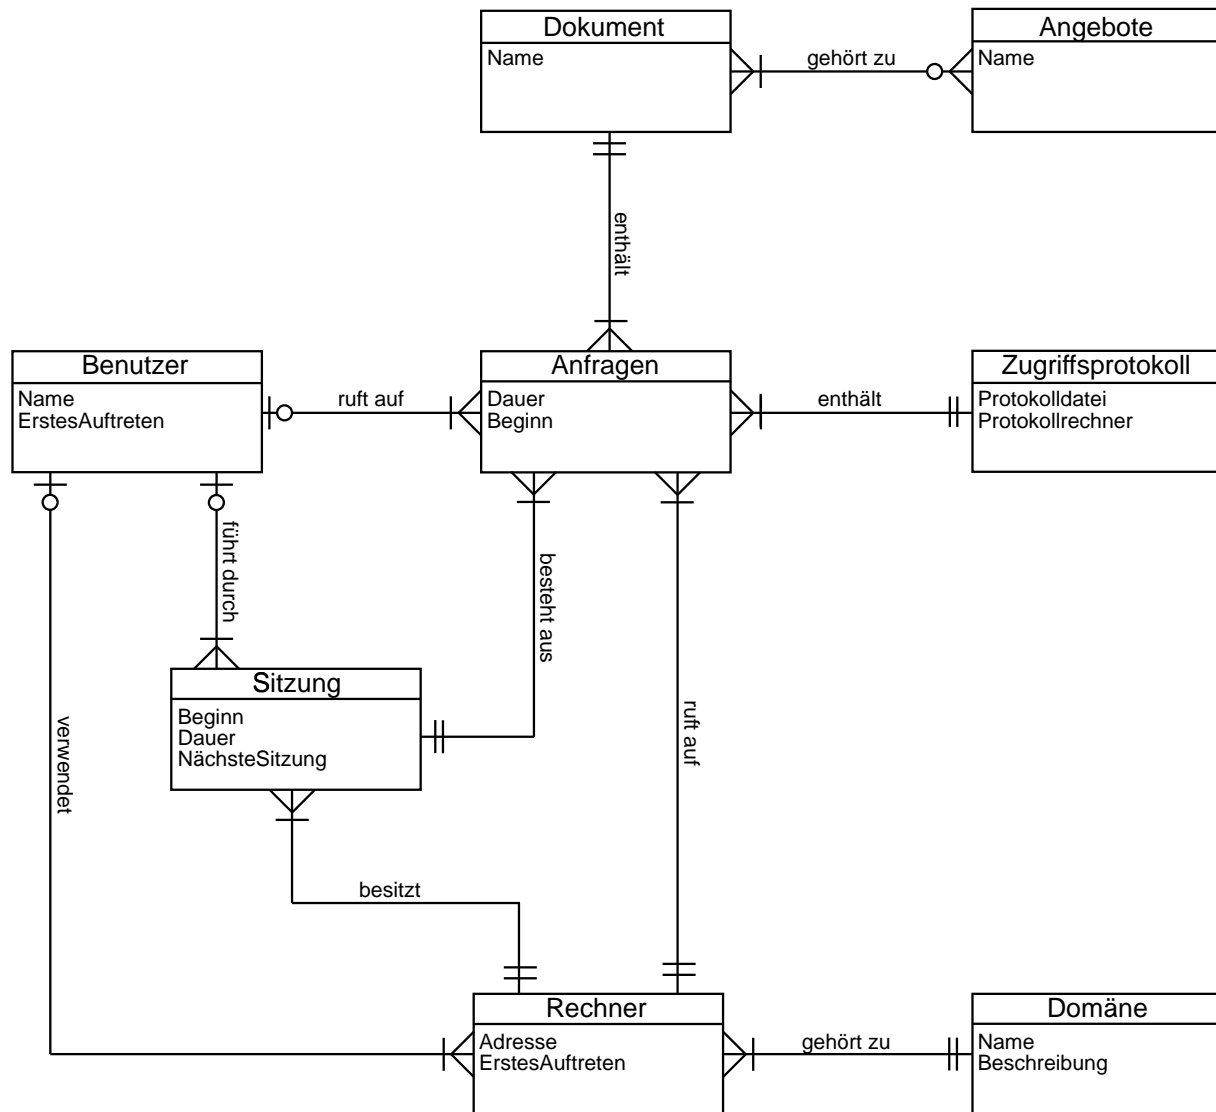 Dokument
Name
gehört zu
Angebote
Name
enthält
Benutzer
Name
ErstesAuftreten
ruft auf
Anfragen
Dauer
Beginn
enthält
Zugriffsprotokoll
Protokolldatei
Protokollrechner
führt durch
besteht aus
Sitzung
Beginn
Dauer
NächsteSitzung
verwendet
ruft auf
besitzt
Rechner
Adresse
ErstesAuftreten
gehört zu
Domäne
Name
Beschreibung